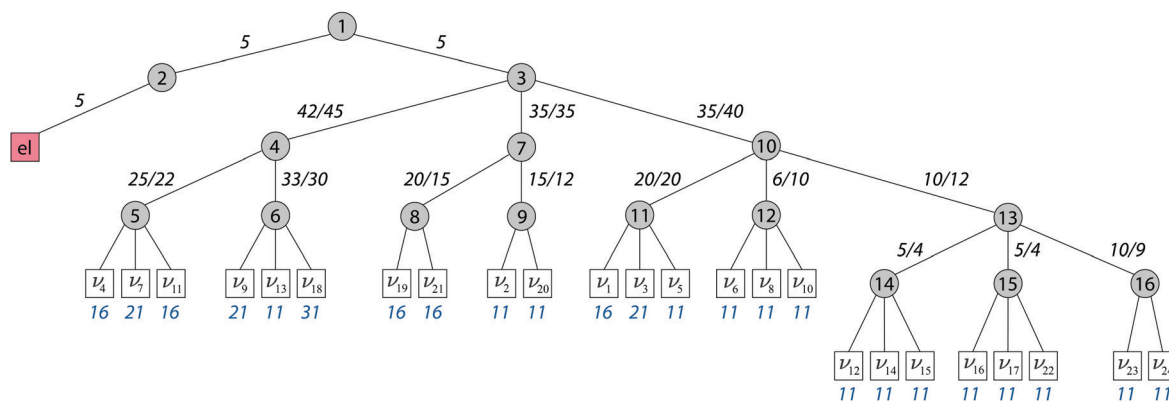 1
5 5
2 3
5 42/45 35/35 35/40
el 4 7 10
25/22 33/30 20/15 15/12 20/20 6/10 10/12
5 6 8 9 11 12 13
5/4 5/4 10/9
ν₄ ν₇ ν₁₁ ν₉ ν₁₃ ν₁₈ ν₁₉ ν₂₁ ν₂ ν₂₀ ν₁ ν₃ ν₅ ν₆ ν₈ ν₁₀ 14 15 16
16 21 16 21 11 31 16 16 11 11 16 21 11 11 11 11
ν₁₂ ν₁₄ ν₁₅ ν₁₆ ν₁₇ ν₂₂ ν₂₃ ν₂₄
11 11 11 11 11 11 11 11